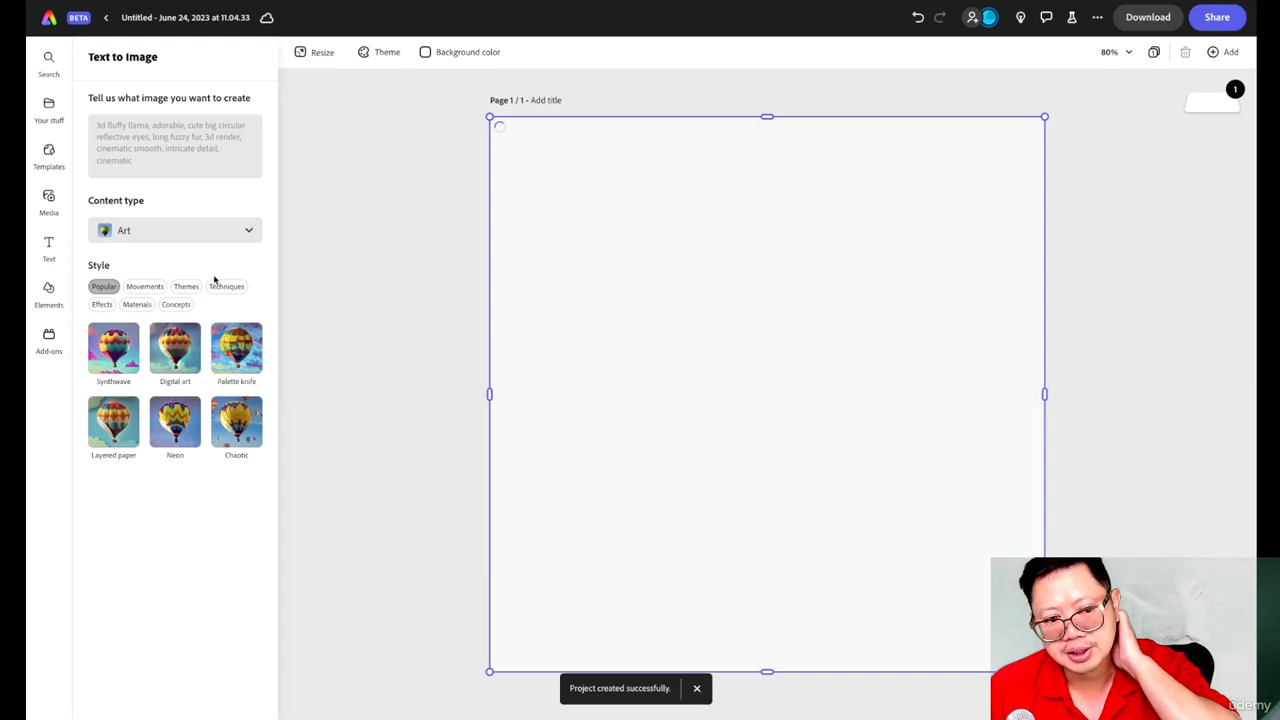 BETA
Untitled - June 24, 2023 at 11.04.33
Download
Share
Search
Your stuff
Templates
Media
Text
Elements
Add-ons
Text to Image
Tell us what image you want to create
3d fluffy llama, adorable, cute big circular
reflective eyes, long fuzzy fur, 3d render,
cinematic smooth, intricate detail,
cinematic
Content type
Art
Style
Popular
Movements
Themes
Techniques
Effects
Materials
Concepts
Synthwave
Digital art
Palette knife
Layered paper
Neon
Chaotic
Resize
Theme
Background color
80%
1
Add
Page 1 / 1 - Add title
1
Project created successfully.
ûdemy